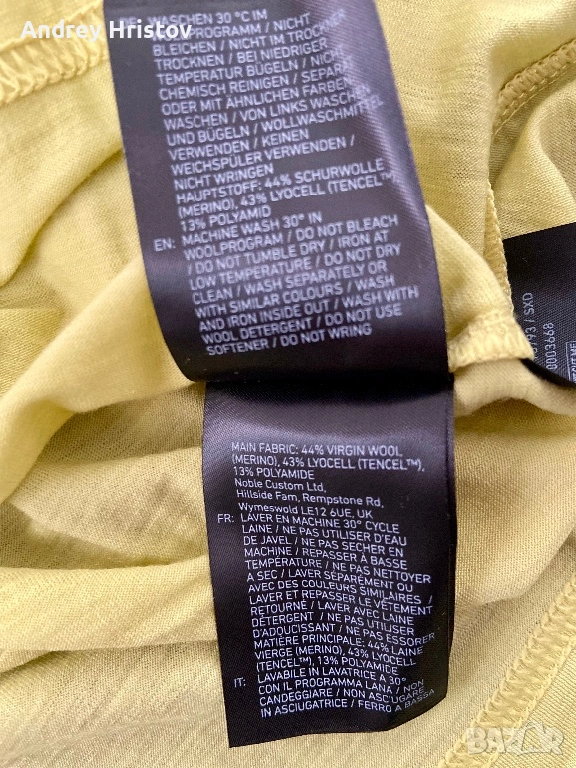 Andrey Hristov
WASCHEN 30 °C IM
WOLLPROGRAMM / NICHT
BLEICHEN / NICHT IM TROMMEL
TROCKNEN / BEI NIEDRIGER
TEMPERATUR BÜGELN / NICHT
CHEMISCH REINIGEN / SEPARAT
ODER MIT ÄHNLICHEN FARBEN
WASCHEN / VON LINKS WASCHEN
UND BÜGELN / WOLLWASCHMITTEL
VERWENDEN / KEINEN
WEICHSPÜLER VERWENDEN /
NICHT WRINGEN
HAUPTSTOFF: 44% SCHURWOLLE
(MERINO), 43% LYOCELL (TENCEL™),
13% POLYAMID
EN: MACHINE WASH 30° IN
WOOLPROGRAM / DO NOT BLEACH
/ DO NOT TUMBLE DRY / IRON AT
LOW TEMPERATURE / DO NOT DRY
CLEAN / WASH SEPARATELY OR
WITH SIMILAR COLOURS / WASH
AND IRON INSIDE OUT / WASH WITH
WOOL DETERGENT / DO NOT USE
SOFTENER / DO NOT WRING
/93 / SXD
0003668
MAIN FABRIC: 44% VIRGIN WOOL
(MERINO), 43% LYOCELL (TENCEL™),
13% POLYAMIDE
Noble Custom Ltd,
Hillside Fam, Rempstone Rd,
Wymeswold LE12 6UE, UK
FR: LAVER EN MACHINE 30° CYCLE
LAINE / NE PAS UTILISER D'EAU
DE JAVEL / NE PAS SECHER EN
MACHINE / REPASSER À BASSE
TEMPÉRATURE / NE PAS NETTOYER
A SEC / LAVER SÉPARÉMENT OU
AVEC DES COULEURS SIMILAIRES /
LAVER ET REPASSER LE VÊTEMENT
RETOURNÉ / LAVER AVEC LAINE
DÉTERGENT / NE PAS UTILISER
D'ADOUCISSANT / NE PAS ESSORER
MATIÈRE PRINCIPALE: 44% LAINE
VIERGE (MERINO), 43% LYOCELL
(TENCEL™), 13% POLYAMIDE
IT: LAVABILE IN LAVATRICE A 30°
CON IL PROGRAMMA LANA / NON
CANDEGGIARE / NON ASCIUGARE
IN ASCIUGATRICE / FERRO A BASSA
bazar